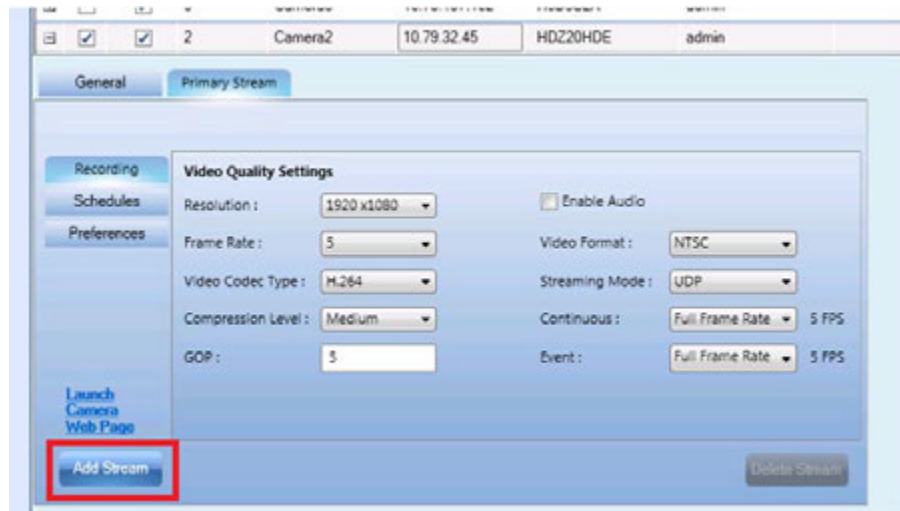 2 Camera2 10.79.32.45 HDZ20HDE admin
General Primary Stream
Recording
Schedules
Preferences
Launch
Camera
Web Page
Add Stream
Video Quality Settings
Resolution : 1920 x1080 Enable Audio
Frame Rate : 5 Video Format : NTSC
Video Codec Type : H.264 Streaming Mode : UDP
Compression Level : Medium Continuous : Full Frame Rate 5 FPS
GOP : 5 Event : Full Frame Rate 5 FPS
Delete Stream